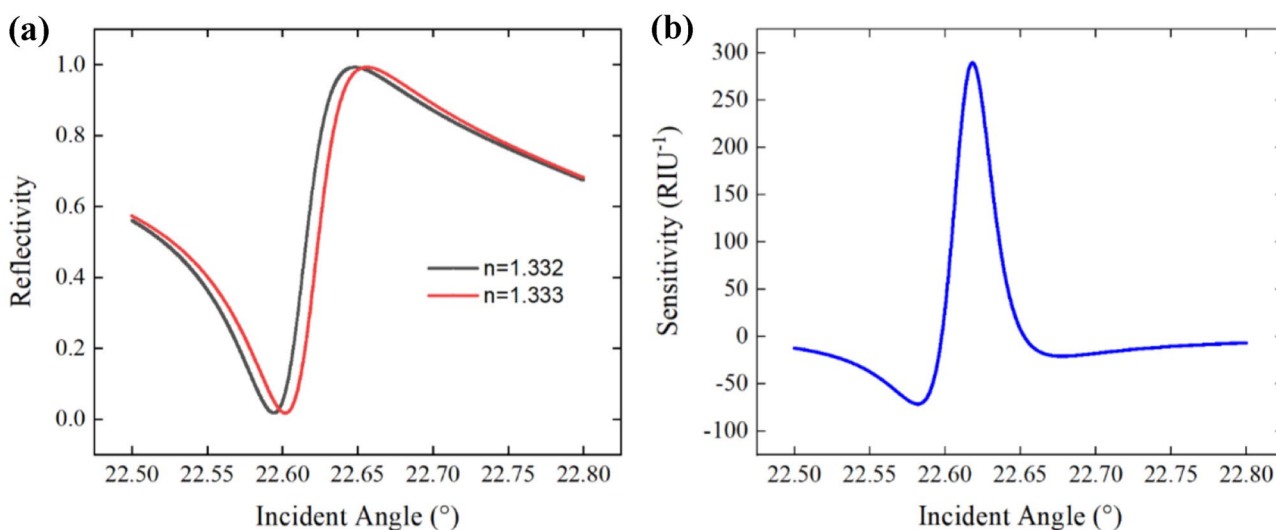 (a)
Reflectivity
1.0
0.8
0.6
0.4
0.2
0.0
n=1.332
n=1.333
22.50 22.55 22.60 22.65 22.70 22.75 22.80
Incident Angle (°)
(b)
Sensitivity (RIU⁻¹)
300
250
200
150
100
50
0
-50
-100
22.50 22.55 22.60 22.65 22.70 22.75 22.80
Incident Angle (°)